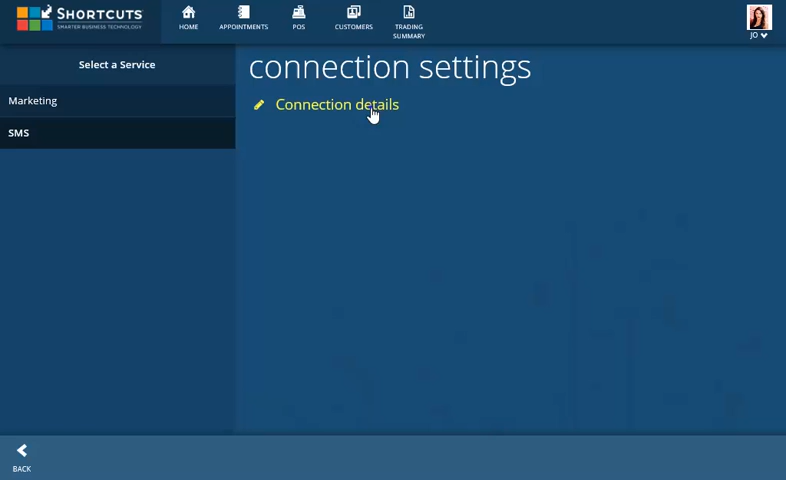 SHORTCUTS
SMARTER BUSINESS TECHNOLOGY
HOME
APPOINTMENTS
POS
CUSTOMERS
TRADING
SUMMARY
JO
Select a Service
Marketing
SMS
connection settings
Connection details
BACK